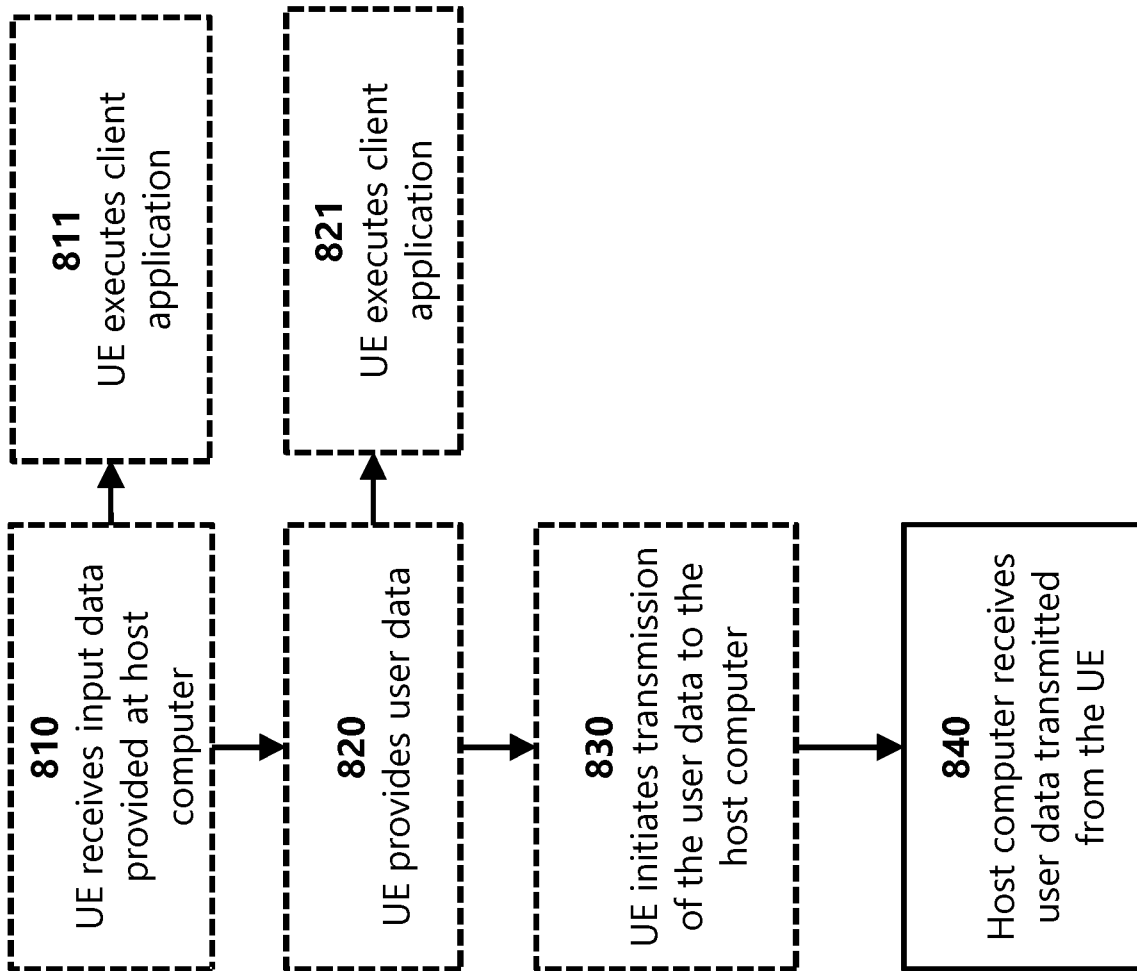 810
UE receives input data
provided at host
computer
811
UE executes client
application
820
UE provides user data
821
UE executes client
application
830
UE initiates transmission
of the user data to the
host computer
840
Host computer receives
user data transmitted
from the UE